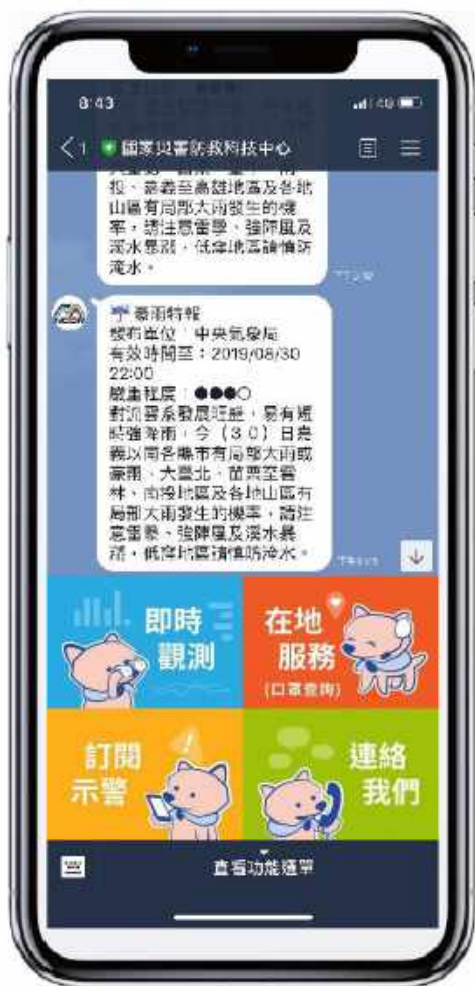 8:43
4G
1 國家災害防救科技中心
投、嘉義至高雄地區及各地
山區有局部大雨發生的機
率，請注意雷擊、強陣風及
溪水暴漲，低窪地區請慎防
淹水。
豪雨特報
發布單位：中央氣象局
有效時間至：2019/08/30
22:00
嚴重程度：●●●○
對流雲系發展旺盛，易有短
時強降雨，今（30）日嘉
義以南各縣市有局部大雨或
豪雨、大臺北、苗栗至雲
林、南投地區及各地山區有
局部大雨發生的機率，請注
意雷擊、強陣風及溪水暴
漲，低窪地區請慎防淹水。
即時
觀測
在地
服務
(口罩查詢)
訂閱
示警
連絡
我們
查看功能選單